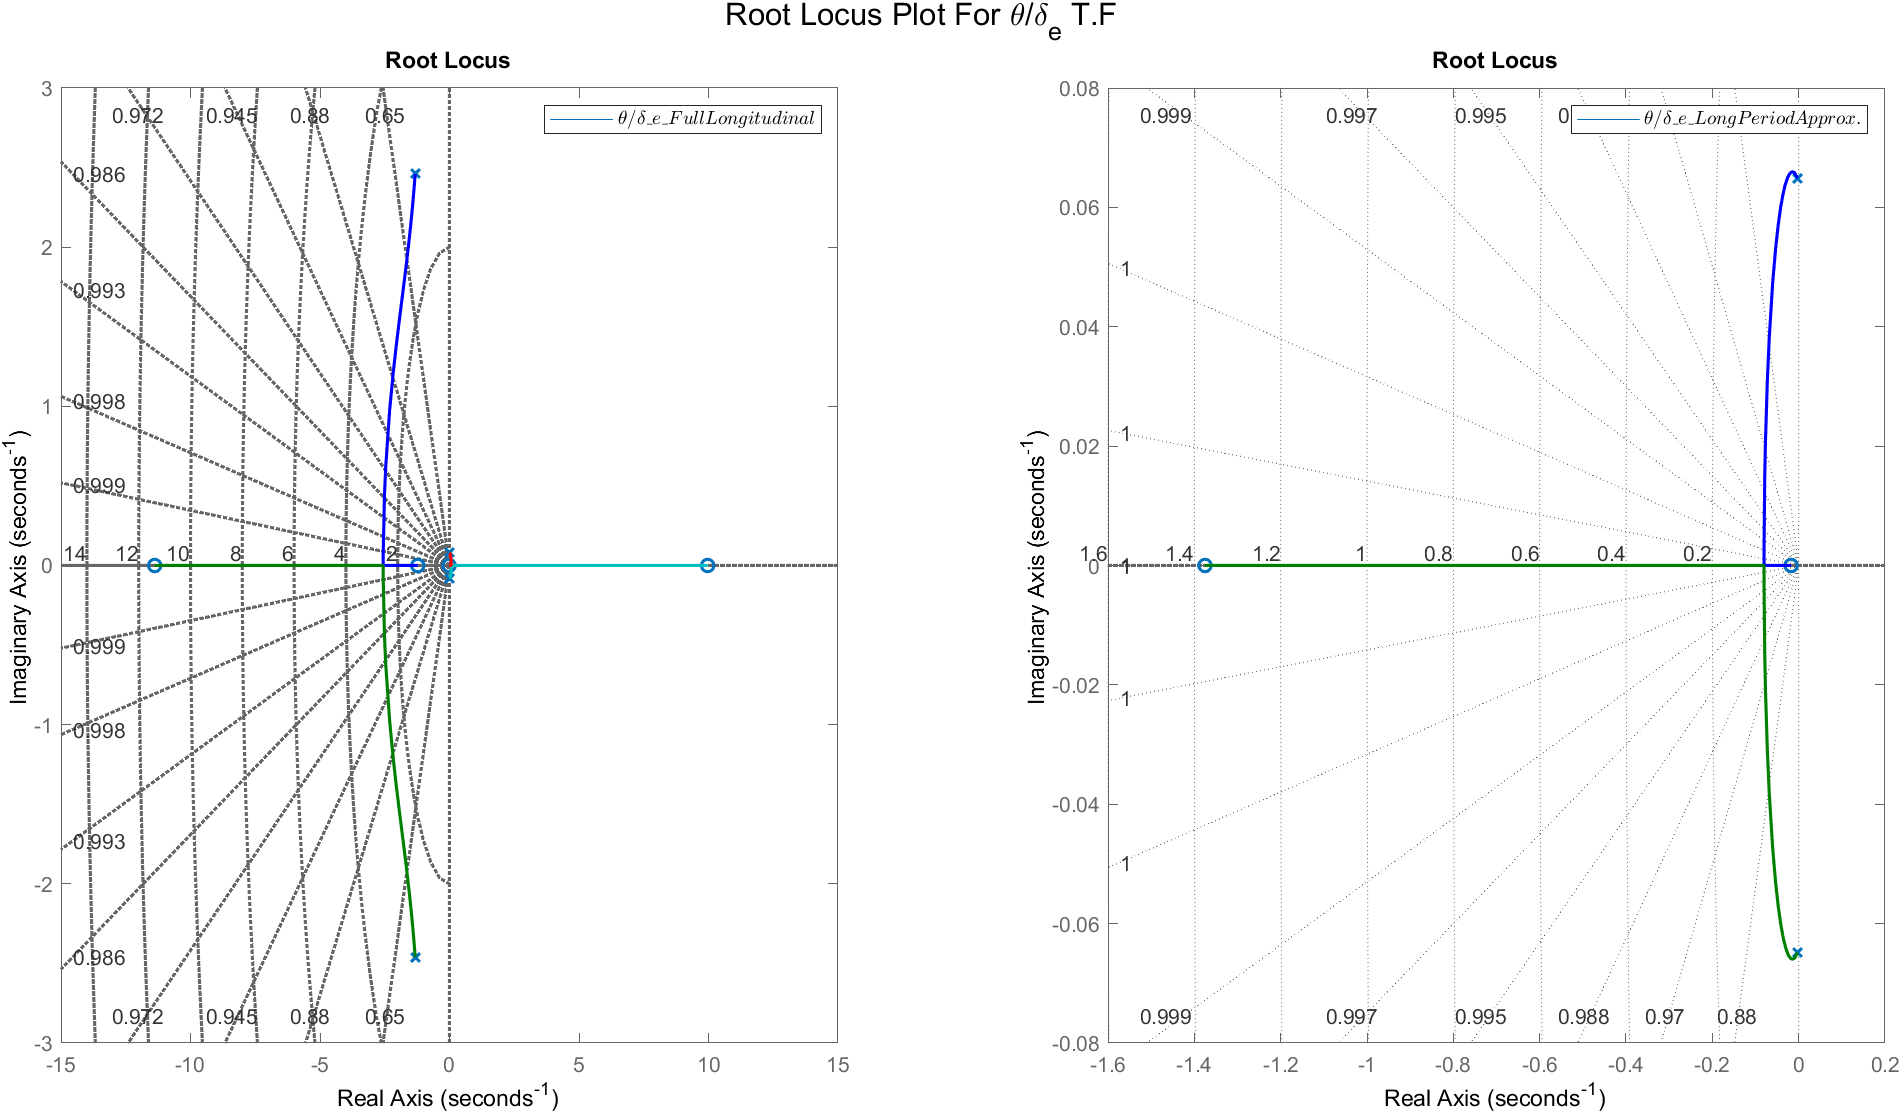 Root Locus Plot For θ/δe T.F
Root Locus
θ/δ_e_FullLongitudinal
0.972 0.945 0.88 0.65
0.986
0.993
0.998
0.999
14 12 10 8 6 4 2
0.999
0.998
0.993
0.986
0.972 0.945 0.88 0.65
3
2
1
0
-1
-2
-3
-15 -10 -5 0 5 10 15
Imaginary Axis (seconds-1)
Real Axis (seconds-1)
Root Locus
θ/δ_e_LongPeriodApprox.
0.999 0.997 0.995 0
1
1
1.6 1.4 1.2 1 0.8 0.6 0.4 0.2
1
1
1
0.999 0.997 0.995 0.988 0.97 0.88
0.08
0.06
0.04
0.02
0
-0.02
-0.04
-0.06
-0.08
-1.6 -1.4 -1.2 -1 -0.8 -0.6 -0.4 -0.2 0 0.2
Imaginary Axis (seconds-1)
Real Axis (seconds-1)